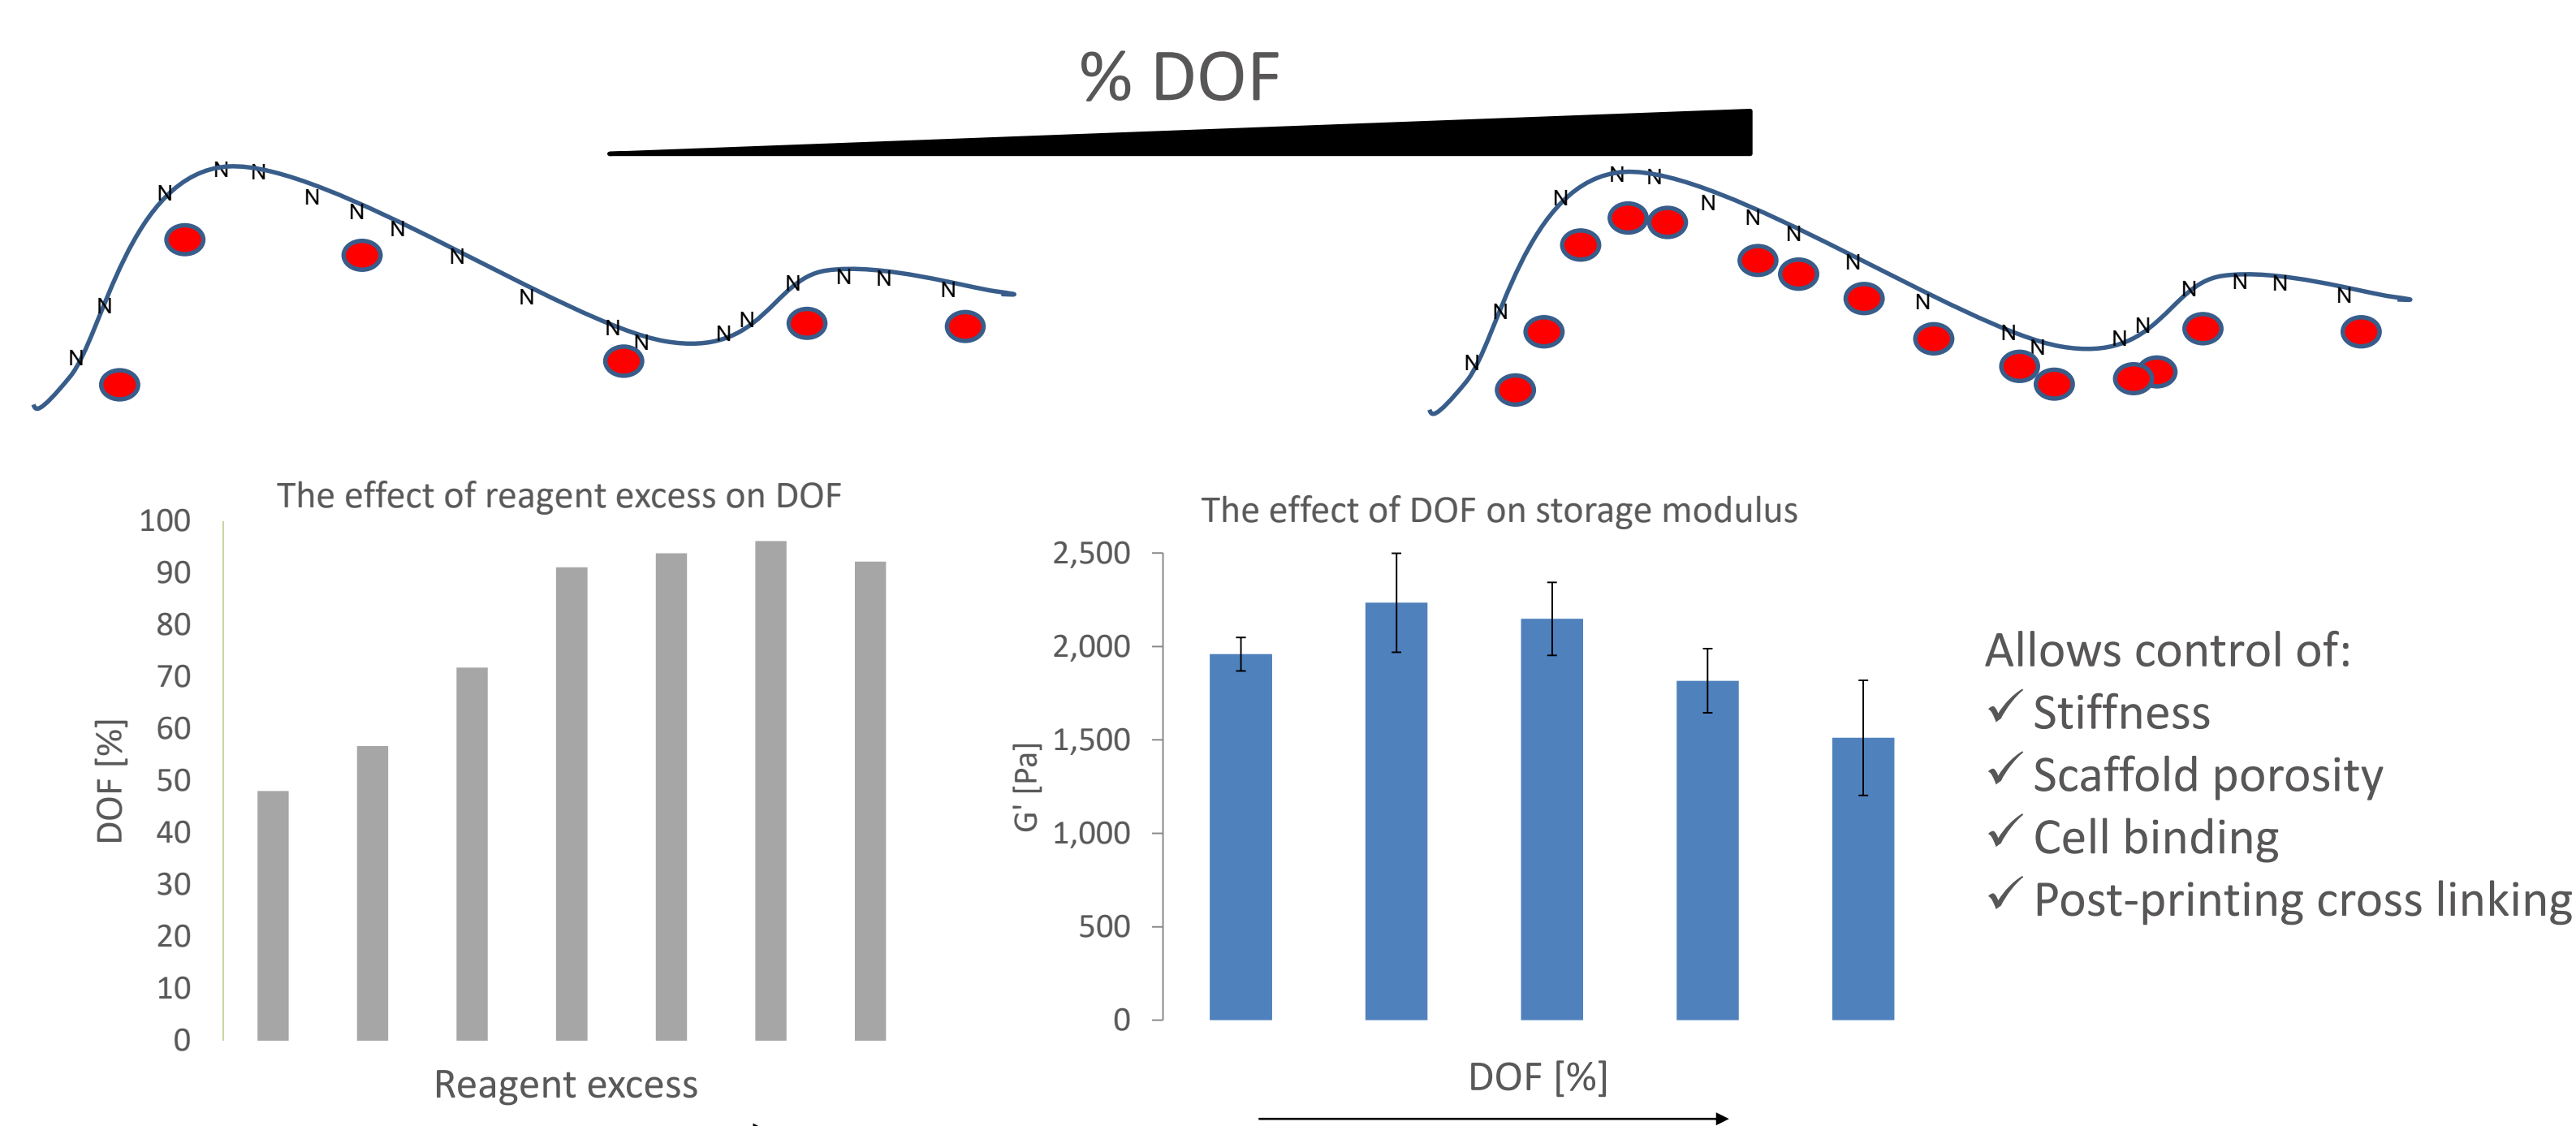 % DOF
N N N N N N N N N N N N N N N N N N
N N N N N N N N N N N N N N N N N N
The effect of reagent excess on DOF
100
90
80
70
60
50
40
30
20
10
0
DOF [%]
Reagent excess
The effect of DOF on storage modulus
2,500
2,000
1,500
1,000
500
0
G' [Pa]
DOF [%]
Allows control of:
✓ Stiffness
✓ Scaffold porosity
✓ Cell binding
✓ Post-printing cross linking